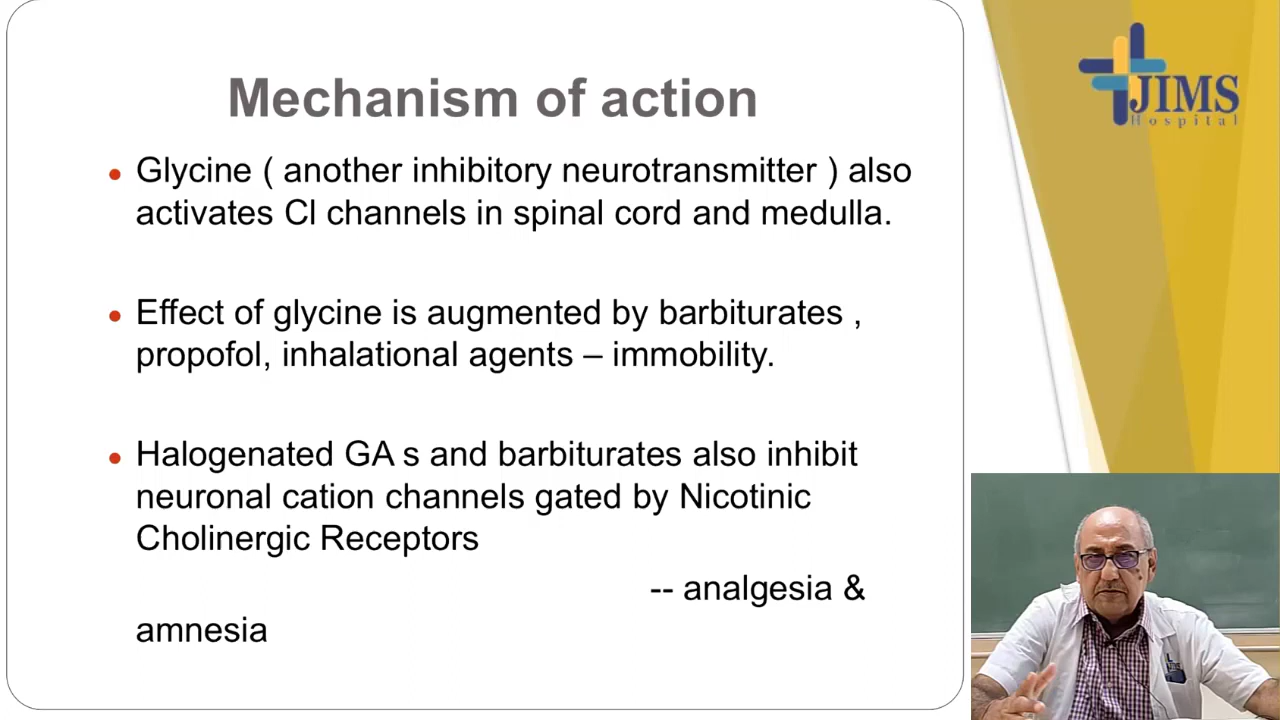 Mechanism of action
JIMS
Hospital
• Glycine ( another inhibitory neurotransmitter ) also
activates Cl channels in spinal cord and medulla.
• Effect of glycine is augmented by barbiturates ,
propofol, inhalational agents – immobility.
• Halogenated GA s and barbiturates also inhibit
neuronal cation channels gated by Nicotinic
Cholinergic Receptors
-- analgesia &
amnesia